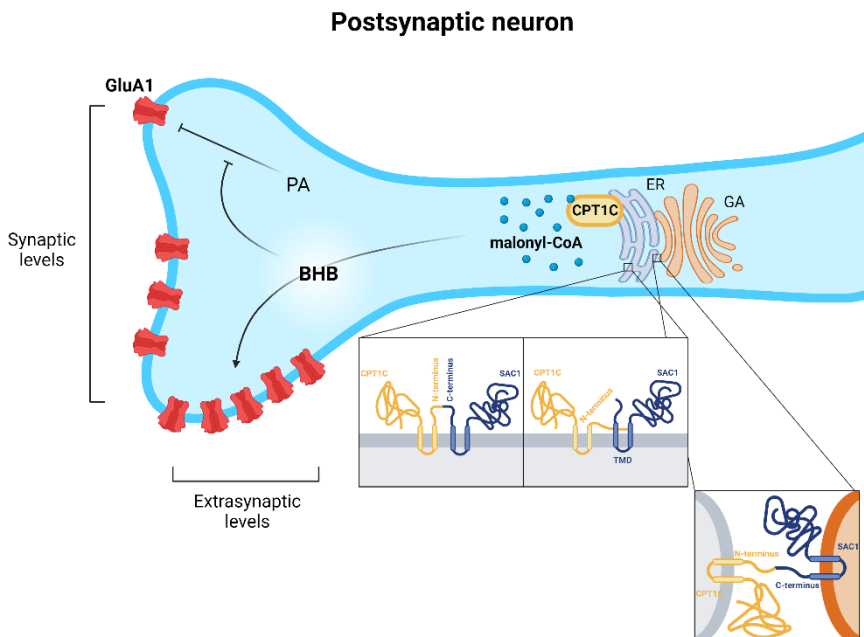 Postsynaptic neuron
GluA1
Synaptic
levels
PA
BHB
malonyl-CoA
CPT1C
ER
GA
Extrasynaptic
levels
CPT1C
N-terminus
C-terminus
SAC1
CPT1C
N-terminus
SAC1
TMD
N-terminus
SAC1
C-terminus
CPT1C